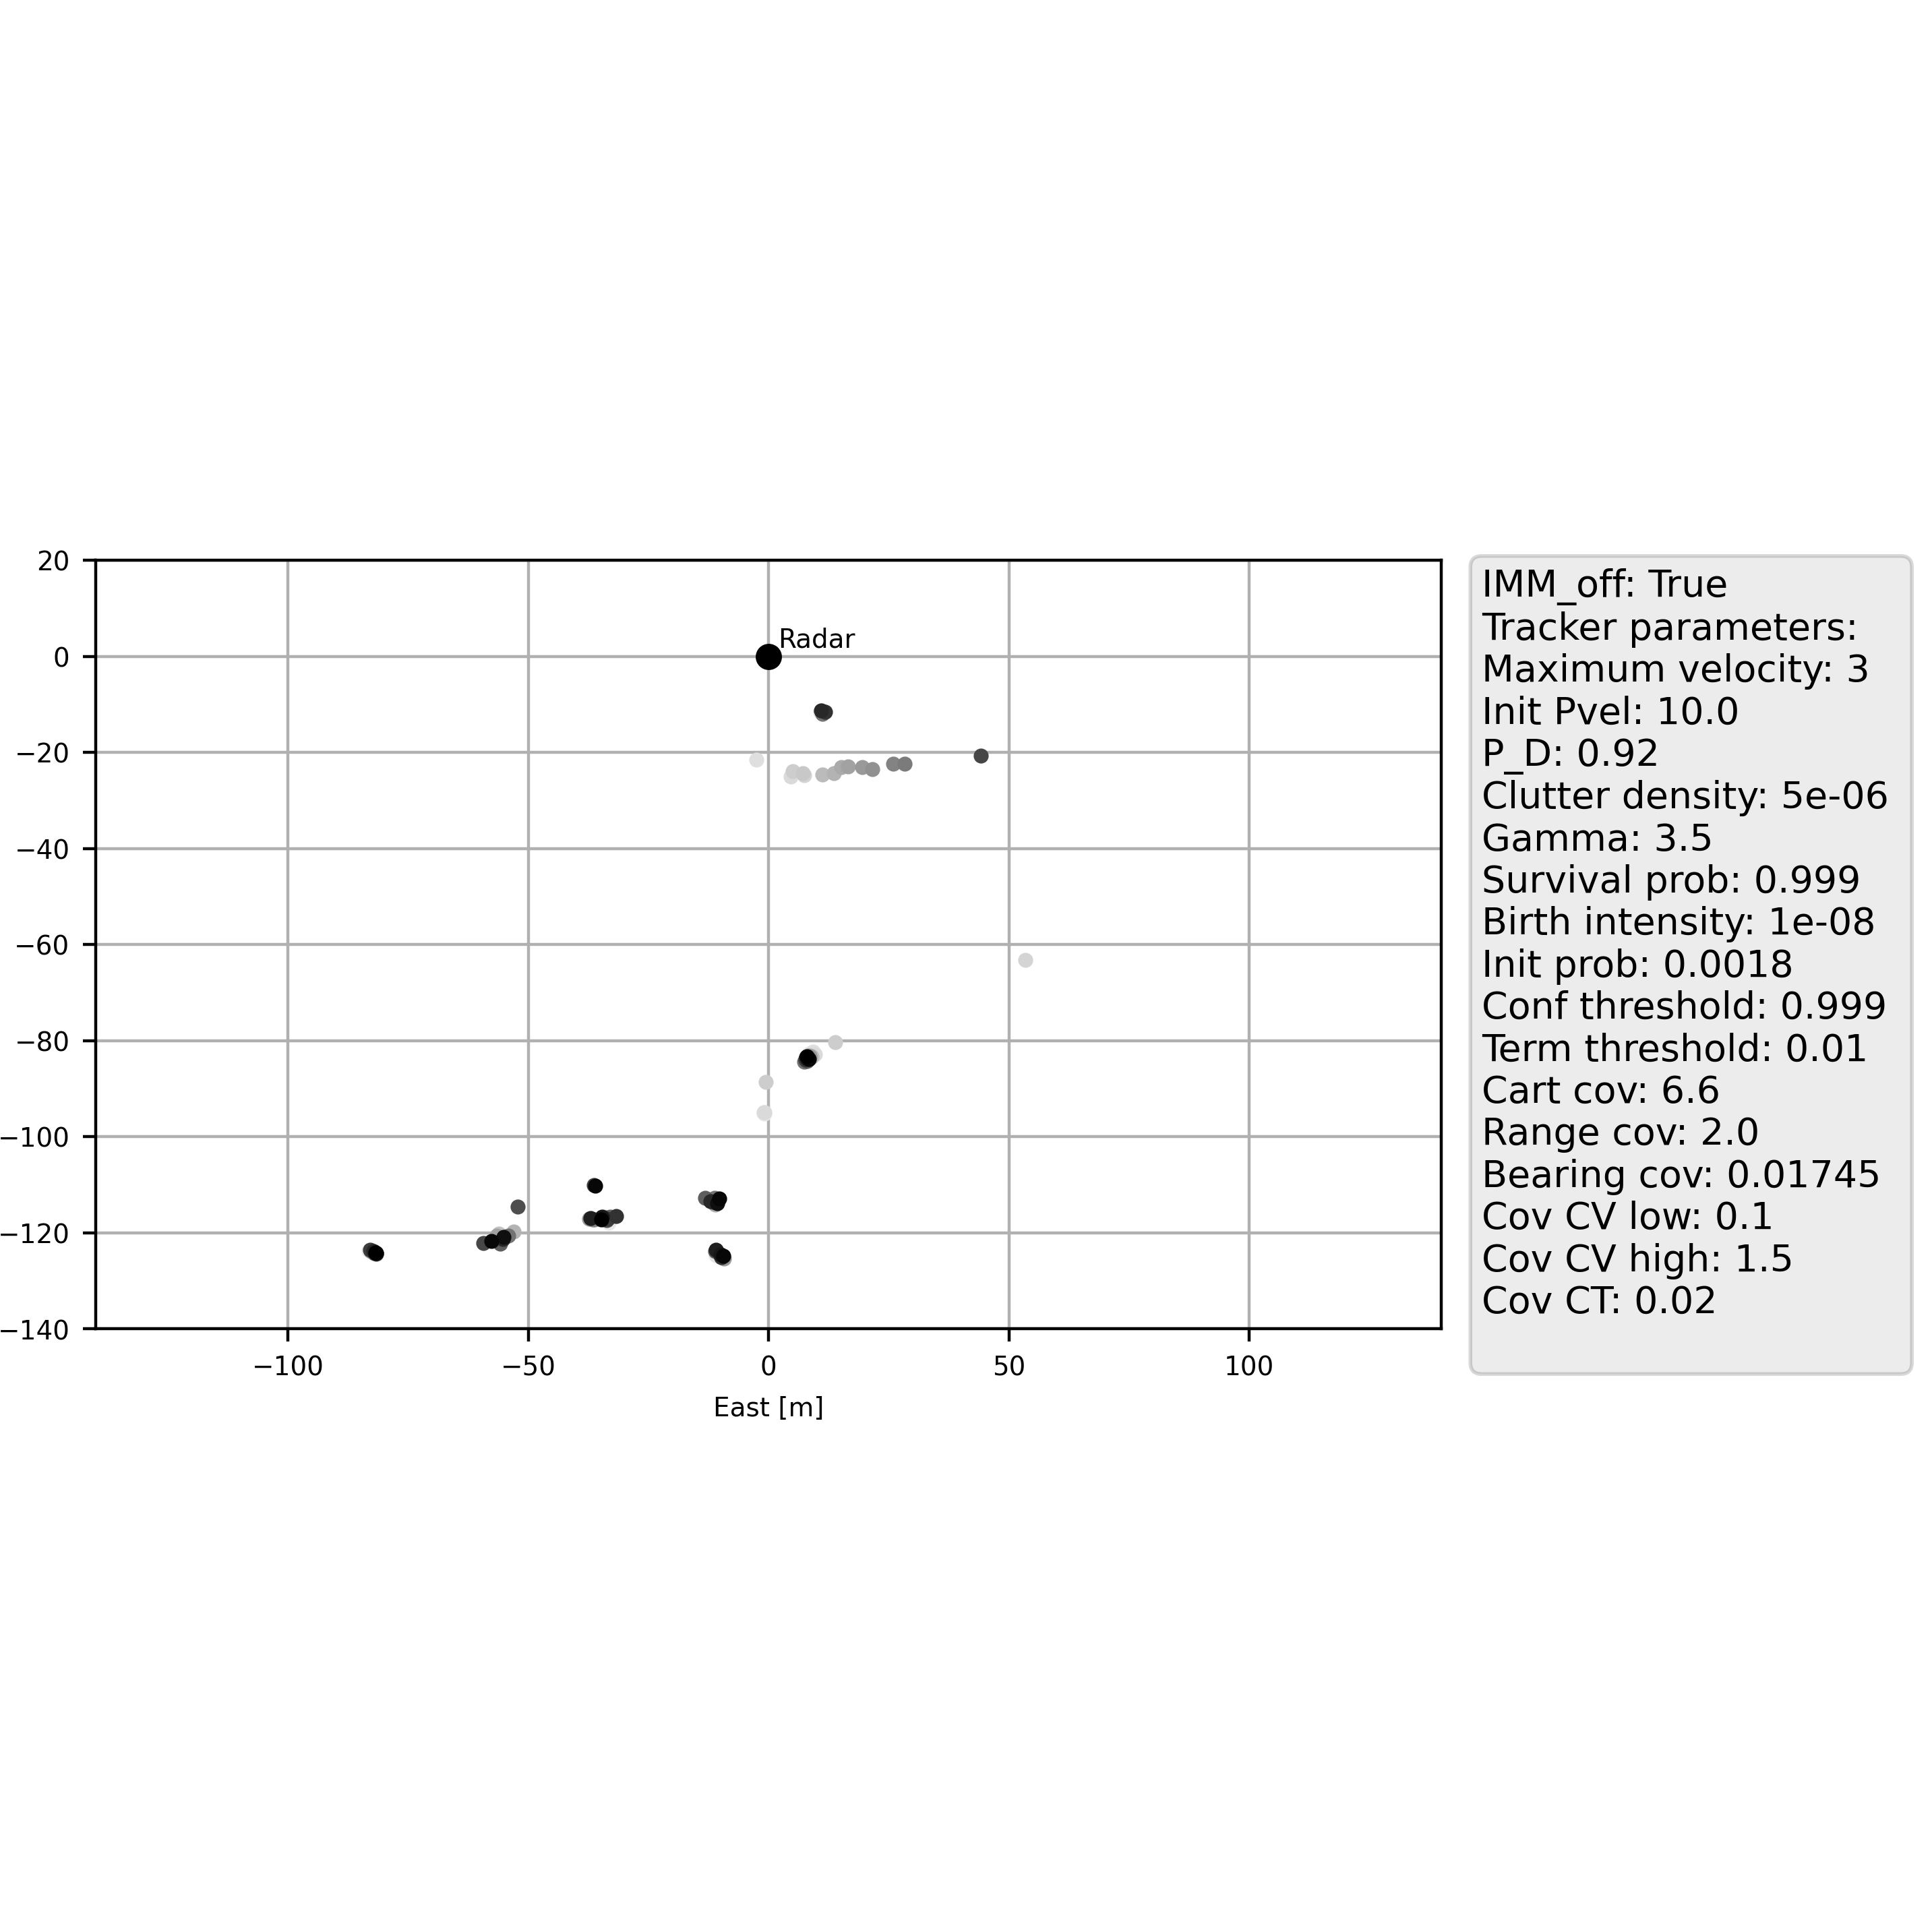 20
0
−20
−40
−60
−80
−100
−120
−140
Radar
−100
−50
0
50
100
East [m]
IMM_off: True
Tracker parameters:
Maximum velocity: 3
Init Pvel: 10.0
P_D: 0.92
Clutter density: 5e-06
Gamma: 3.5
Survival prob: 0.999
Birth intensity: 1e-08
Init prob: 0.0018
Conf threshold: 0.999
Term threshold: 0.01
Cart cov: 6.6
Range cov: 2.0
Bearing cov: 0.01745
Cov CV low: 0.1
Cov CV high: 1.5
Cov CT: 0.02